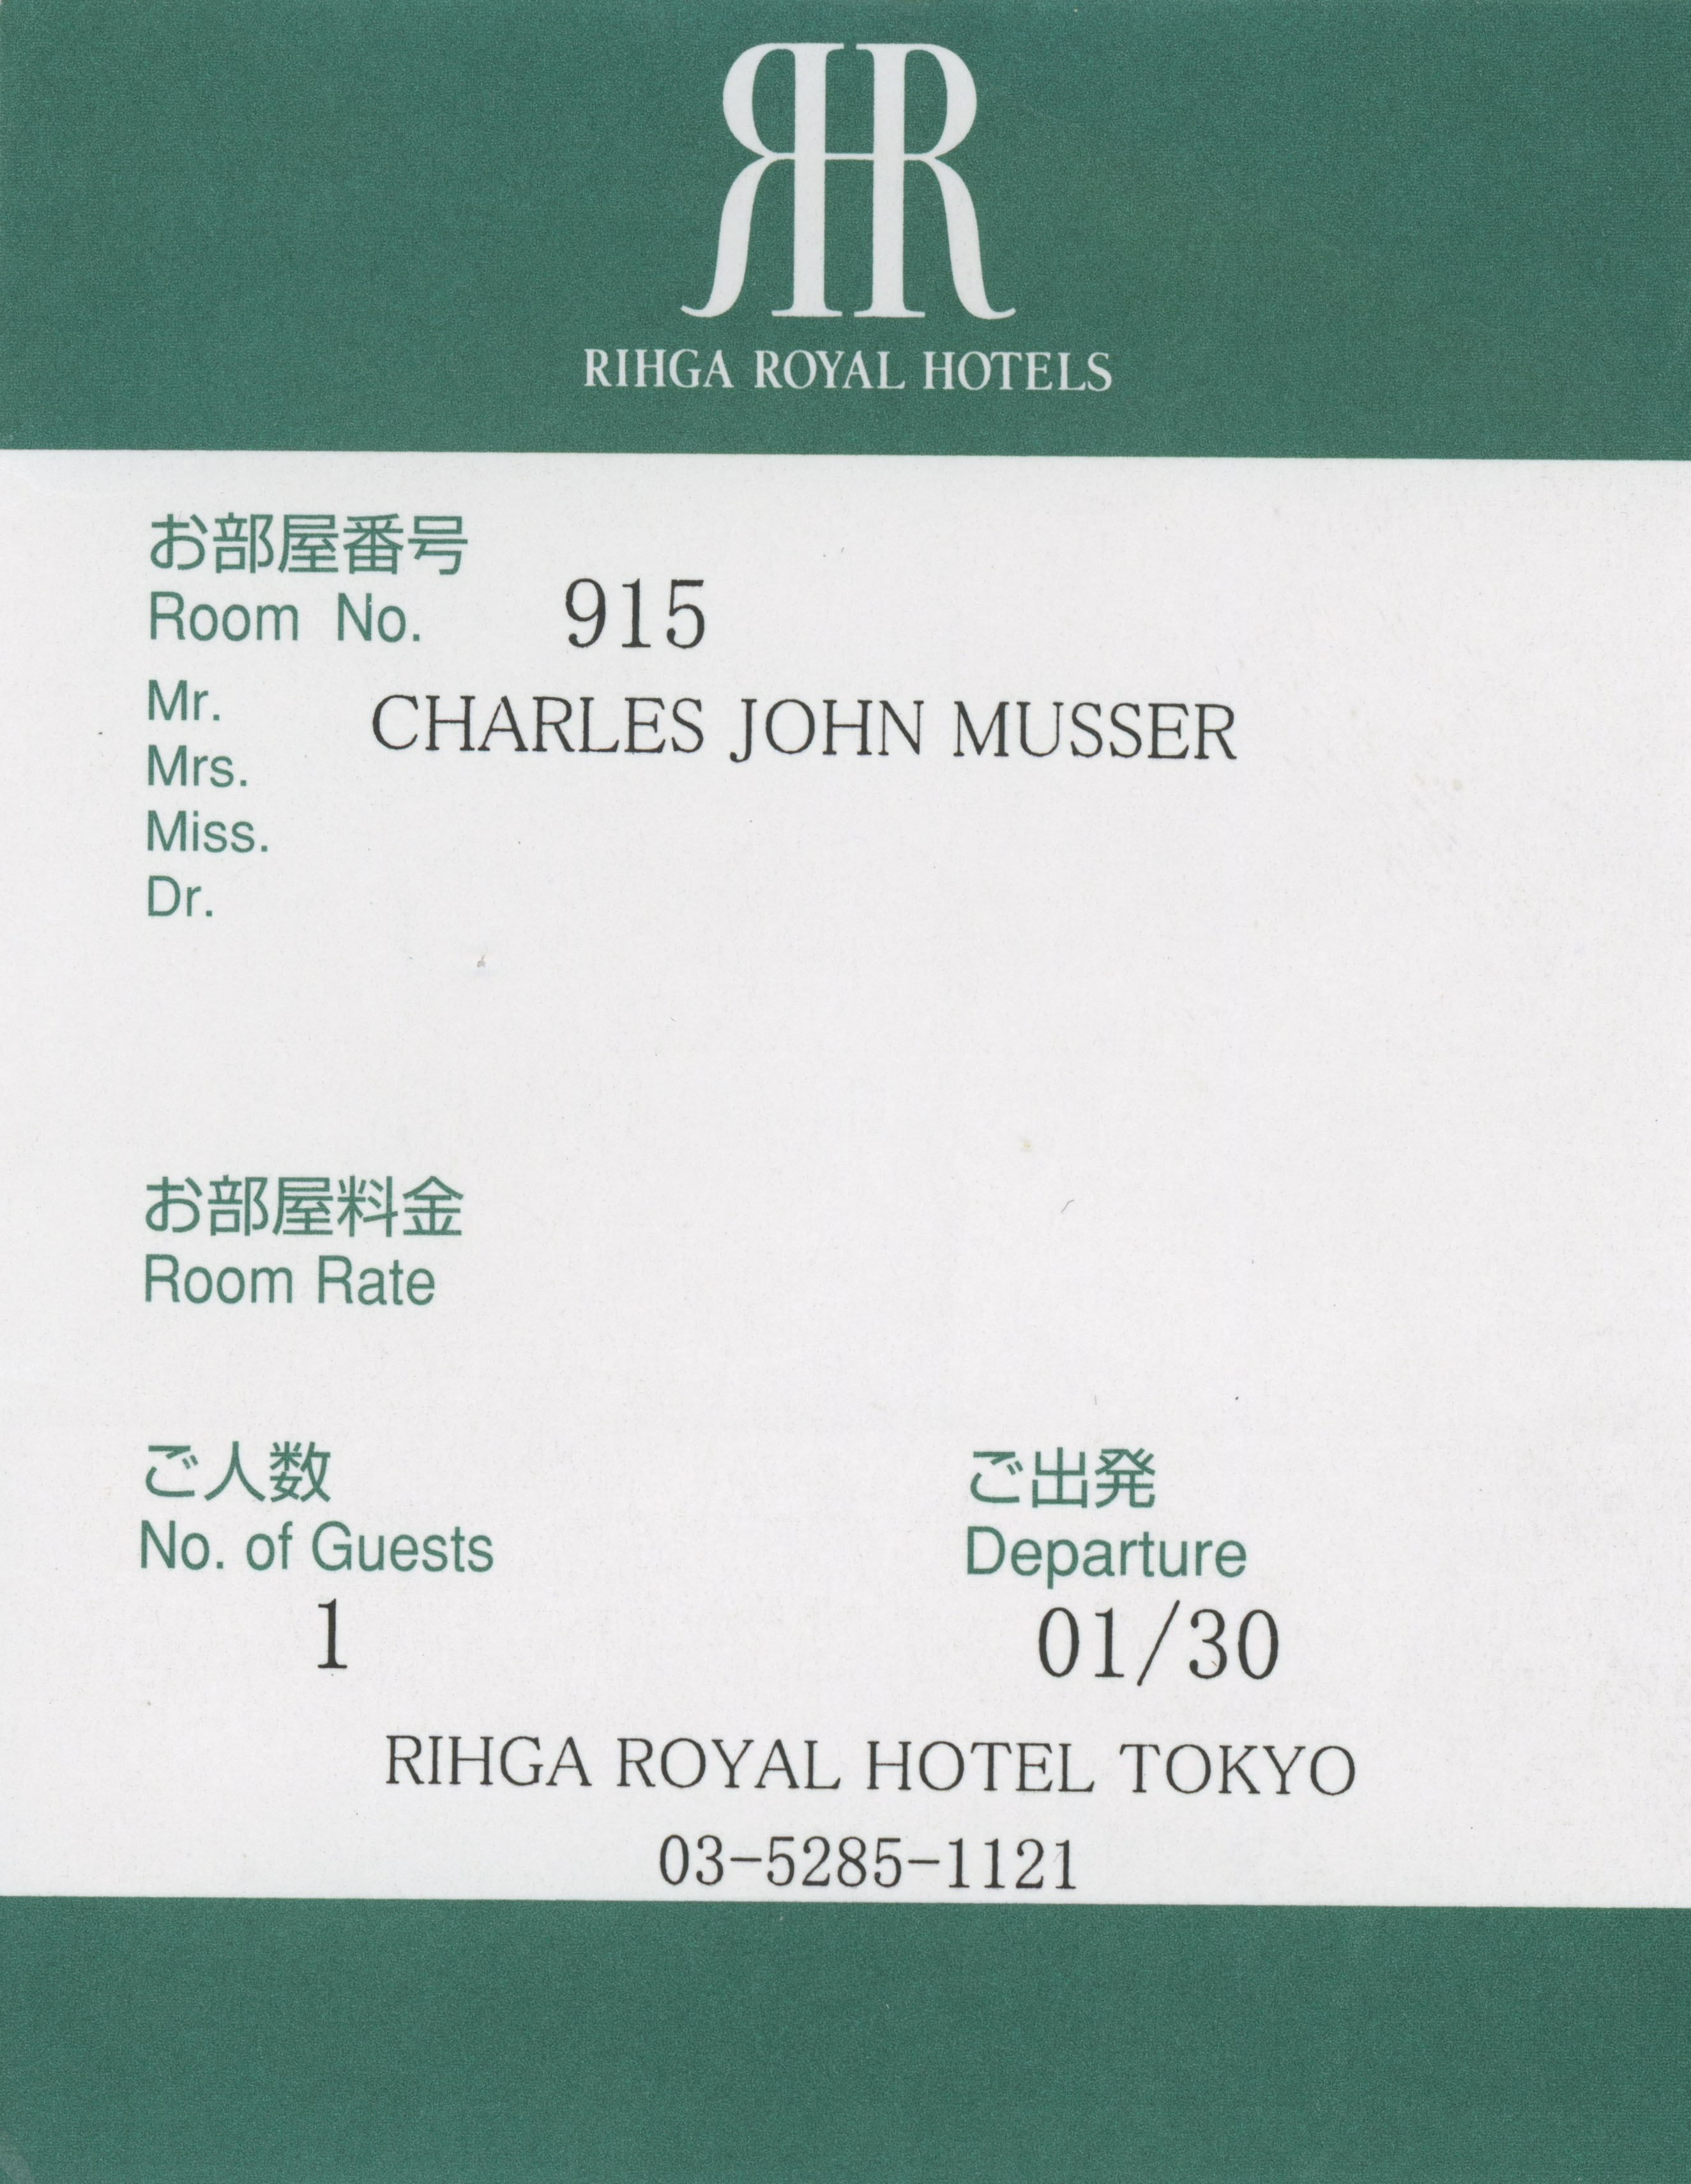 RR
RIHGA ROYAL HOTELS
お部屋番号
Room No. 915
Mr. CHARLES JOHN MUSSER
Mrs.
Miss.
Dr.
お部屋料金
Room Rate
ご人数
No. of Guests
1
ご出発
Departure
01/30
RIHGA ROYAL HOTEL TOKYO
03-5285-1121